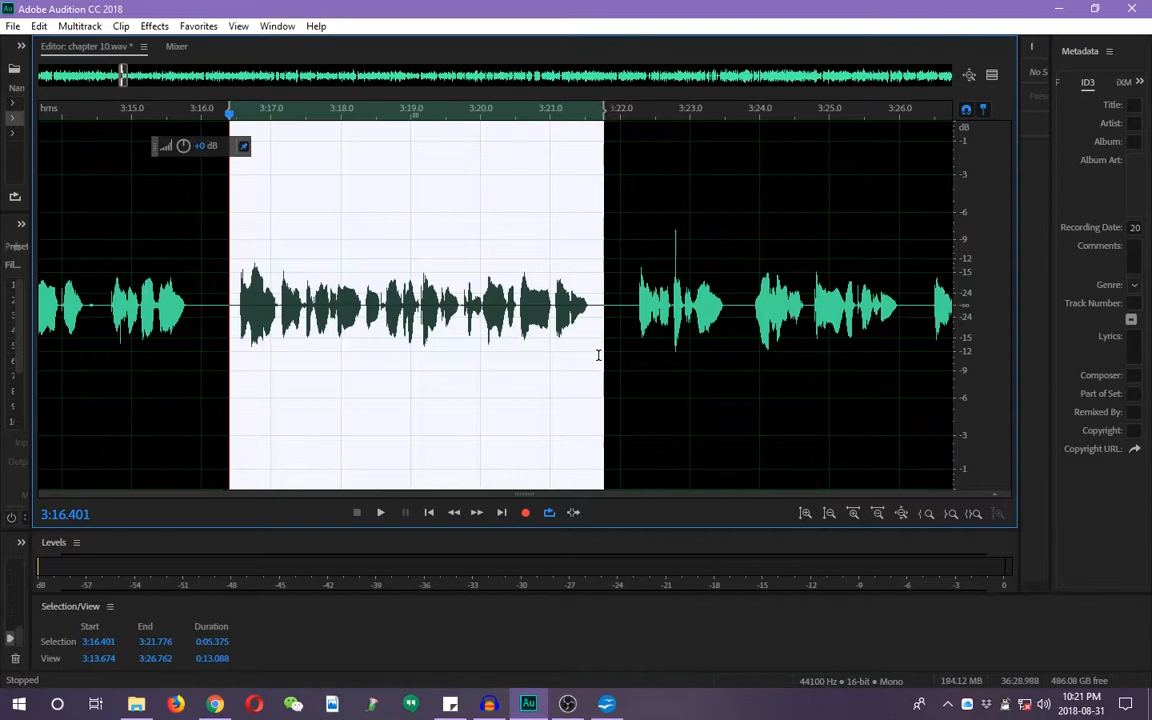 Adobe Audition CC 2018
File Edit Multitrack Clip Effects Favorites View Window Help
Editor: chapter 10.wav * Mixer
Metadata
ID3 iXM
hms 3:15.0 3:16.0 3:17.0 3:18.0 3:19.0 3:20.0 3:21.0 3:22.0 3:23.0 3:24.0 3:25.0 3:26.0
+0 dB
dB
-1
-3
-6
-9
-12
-15
-24
-∞
-24
-15
-12
-9
-6
-3
-1
Title:
Artist:
Album:
Album Art:
Recording Date: 20
Comments:
Genre:
Track Number:
Lyrics:
Composer:
Part of Set:
Remixed By:
Copyright:
Copyright URL:
3:16.401
Levels
dB -57 -54 -51 -48 -45 -42 -39 -36 -33 -30 -27 -24 -21 -18 -15 -12 -9 -6 -3 0
Selection/View
Start End Duration
Selection 3:16.401 3:21.776 0:05.375
View 3:13.674 3:26.762 0:13.088
Stopped
44100 Hz • 16-bit • Mono 184.12 MB 36:28.988 486.08 GB free
10:21 PM
2018-08-31